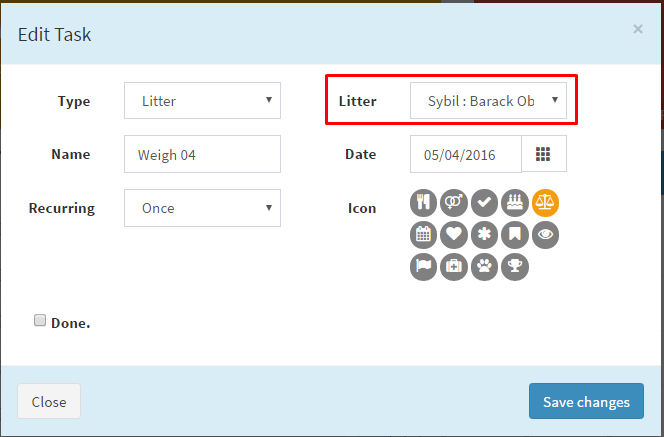 Edit Task ×
Type Litter Litter Sybil : Barack Ob
Name Weigh 04 Date 05/04/2016
Recurring Once Icon
Done.
Close Save changes